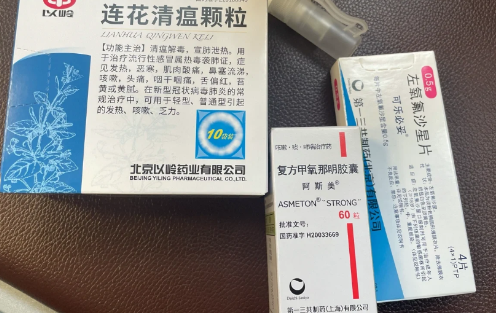 以岭
连花清瘟颗粒
LIANHUA QINGWEN KELI
【功能主治】清瘟解毒，宣肺泄热。用
于治疗流行性感冒属热毒袭肺证，症
见发热，恶寒，肌肉酸痛，鼻塞流涕，
咳嗽，头痛，咽干咽痛，舌偏红，苔
黄或黄腻。在新型冠状病毒肺炎的常
规治疗中，可用于轻型、普通型引起
的发热、咳嗽、乏力。
10袋装
北京以岭药业有限公司
BEIJING YILING PHARMACEUTICAL CO.,LTD.
复方甲氧那明胶囊
阿斯美
ASMETON "STRONG"
60粒
批准文号：
国药准字 H20033669
第一三共制药(上海)有限公司
0.5g
左氧氟沙星片
可乐必妥
4片
(4×1)PTP